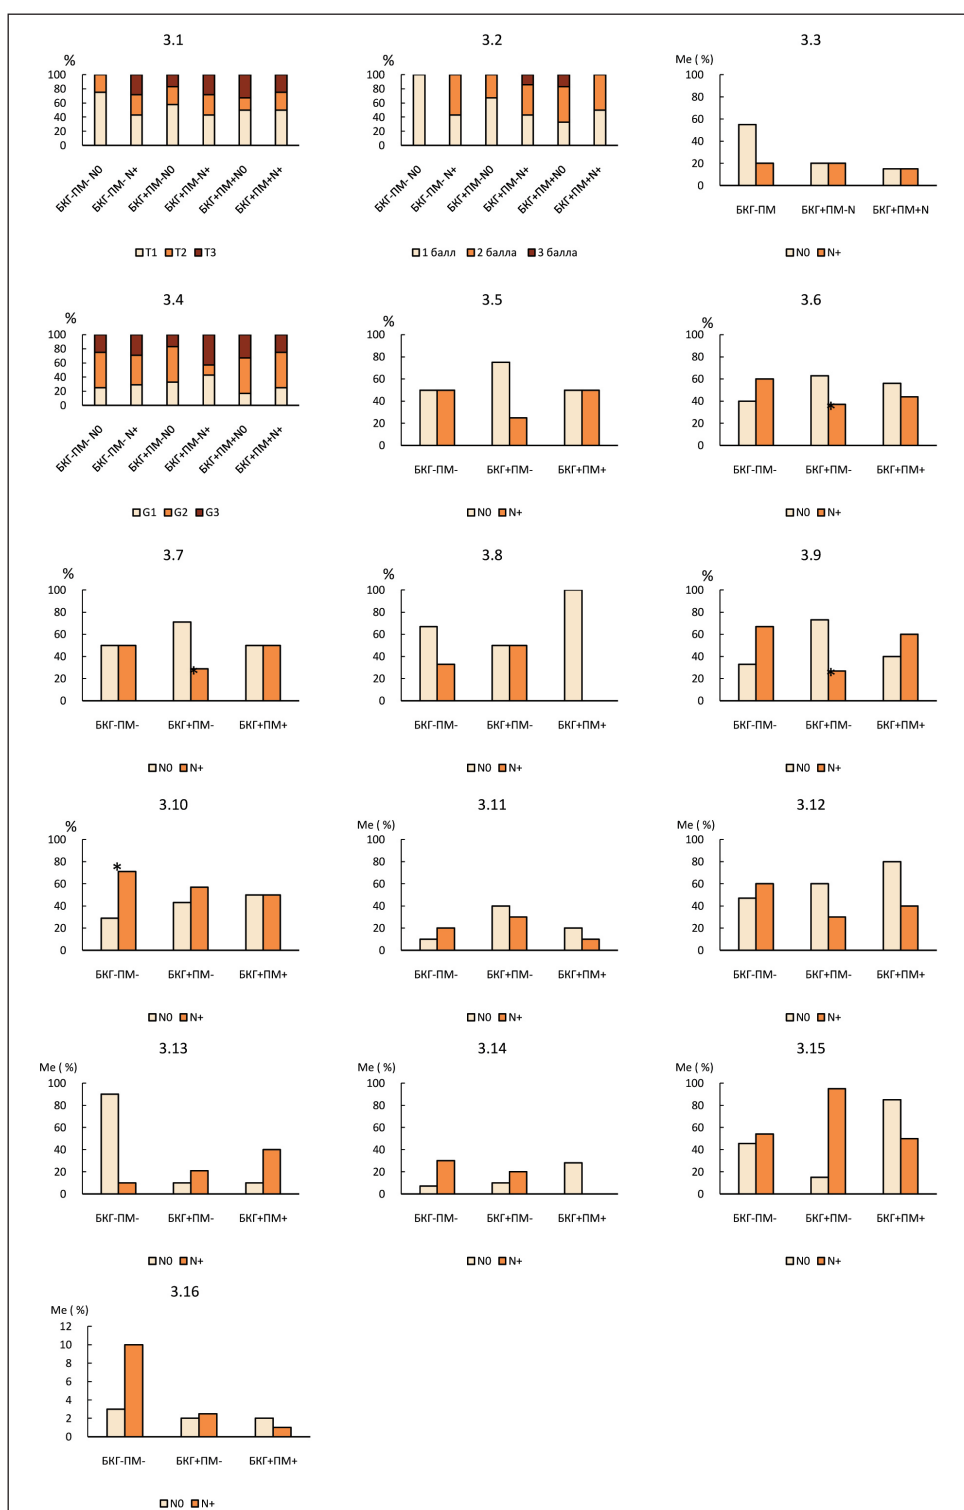 3.1
%
100
80
60
40
20
0
БКГ-ПМ- N0
БКГ-ПМ- N+
БКГ+ПМ-N0
БКГ+ПМ-N+
БКГ+ПМ+N0
БКГ+ПМ+N+
T1 T2 T3
3.2
%
100
80
60
40
20
0
БКГ-ПМ- N0
БКГ-ПМ- N+
БКГ+ПМ-N0
БКГ+ПМ-N+
БКГ+ПМ+N0
БКГ+ПМ+N+
1 балл 2 балла 3 балла
3.3
Me ( %)
100
80
60
40
20
0
БКГ-ПМ БКГ+ПМ-N БКГ+ПМ+N
N0 N+
3.4
%
100
80
60
40
20
0
БКГ-ПМ- N0
БКГ-ПМ- N+
БКГ+ПМ-N0
БКГ+ПМ-N+
БКГ+ПМ+N0
БКГ+ПМ+N+
G1 G2 G3
3.5
%
100
80
60
40
20
0
БКГ-ПМ- БКГ+ПМ- БКГ+ПМ+
N0 N+
3.6
%
100
80
60
40
20
0
*
БКГ-ПМ- БКГ+ПМ- БКГ+ПМ+
N0 N+
3.7
%
100
80
60
40
20
0
*
БКГ-ПМ- БКГ+ПМ- БКГ+ПМ+
N0 N+
3.8
%
100
80
60
40
20
0
БКГ-ПМ- БКГ+ПМ- БКГ+ПМ+
N0 N+
3.9
%
100
80
60
40
20
0
*
БКГ-ПМ- БКГ+ПМ- БКГ+ПМ+
N0 N+
3.10
%
100
80
60
40
20
0
*
БКГ-ПМ- БКГ+ПМ- БКГ+ПМ+
N0 N+
3.11
Me ( %)
100
80
60
40
20
0
БКГ-ПМ- БКГ+ПМ- БКГ+ПМ+
N0 N+
3.12
Me ( %)
100
80
60
40
20
0
БКГ-ПМ- БКГ+ПМ- БКГ+ПМ+
N0 N+
3.13
Me ( %)
100
80
60
40
20
0
БКГ-ПМ- БКГ+ПМ- БКГ+ПМ+
N0 N+
3.14
Me ( %)
100
80
60
40
20
0
БКГ-ПМ- БКГ+ПМ- БКГ+ПМ+
N0 N+
3.15
Me ( %)
100
80
60
40
20
0
БКГ-ПМ- БКГ+ПМ- БКГ+ПМ+
N0 N+
3.16
Me ( %)
12
10
8
6
4
2
0
БКГ-ПМ- БКГ+ПМ- БКГ+ПМ+
N0 N+